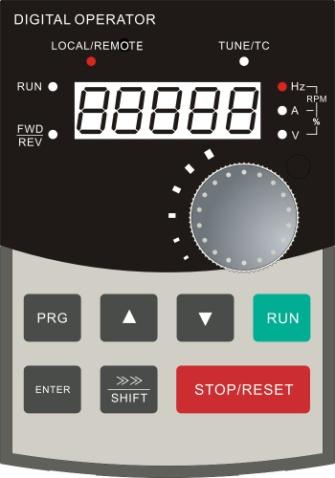 DIGITAL OPERATOR
LOCAL/REMOTE TUNE/TC
RUN
88888
Hz
RPM
A
%
V
FWD
REV
PRG ▲ ▼ RUN
ENTER >>
SHIFT
STOP/RESET